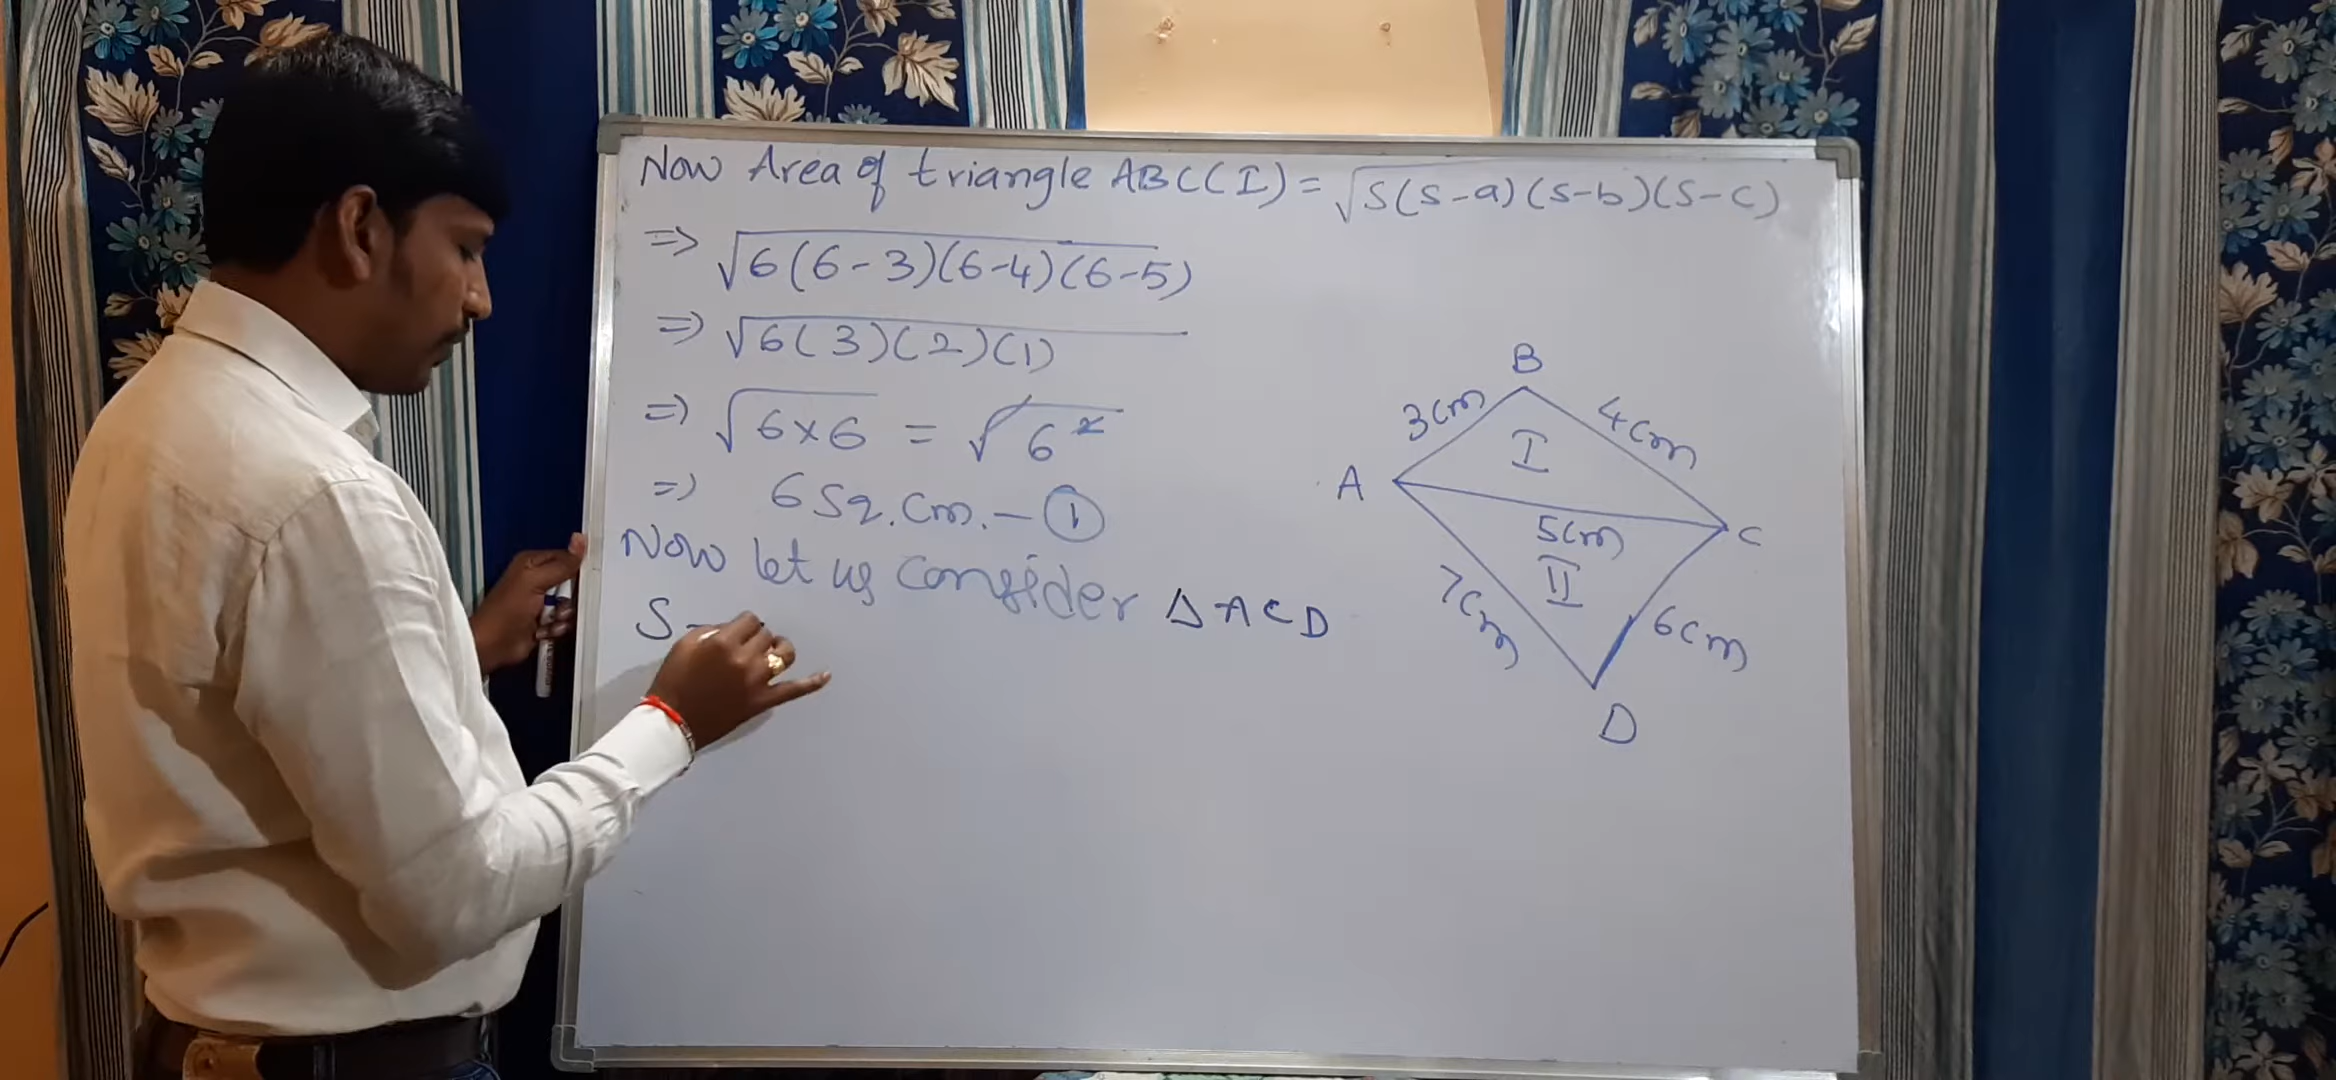 Now Area of triangle ABC(I) = √S(S-a)(S-b)(S-c)
=> √6(6-3)(6-4)(6-5)
=> √6(3)(2)(1)
=> √6×6 = √6²
=> 6 Sq. Cm. - ①
Now let us consider Δ ACD
S =
B
3cm
4cm
I
A
5cm
C
II
7cm
6cm
D